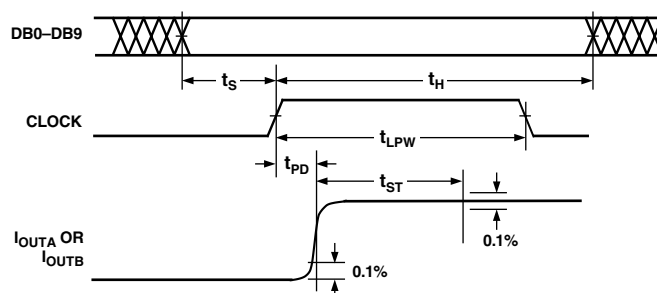 DB0–DB9
tS
tH
CLOCK
tLPW
tPD
tST
IOUTA OR
IOUTB
0.1%
0.1%